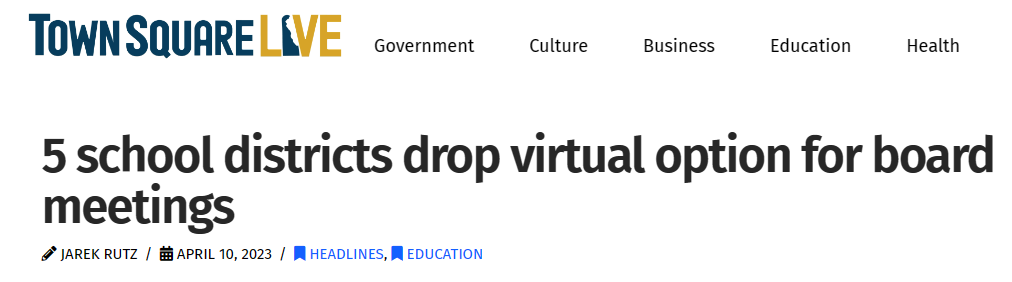 TOWN SQUARE LIVE
Government Culture Business Education Health
5 school districts drop virtual option for board
meetings
JAREK RUTZ / APRIL 10, 2023 / HEADLINES, EDUCATION